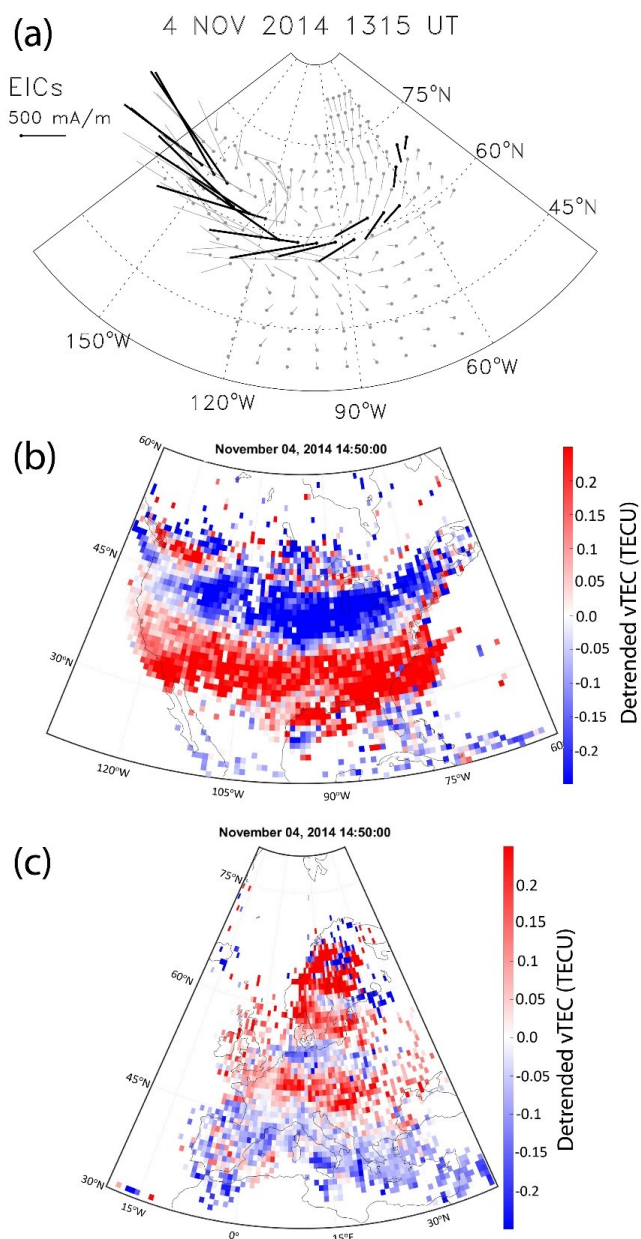 (a)
4 NOV 2014 1315 UT
EICs
500 mA/m
75°N
60°N
45°N
150°W
120°W
90°W
60°W
(b)
November 04, 2014 14:50:00
60°N
45°N
30°N
120°W
105°W
90°W
75°W
60
0.2
0.15
0.10
0.05
0.0
-0.05
-0.10
-0.15
-0.2
Detrended vTEC (TECU)
(c)
November 04, 2014 14:50:00
75°N
60°N
45°N
30°N
15°W
0°
15°E
30°N
0.2
0.15
0.10
0.05
0.0
-0.05
-0.10
-0.15
-0.2
Detrended vTEC (TECU)